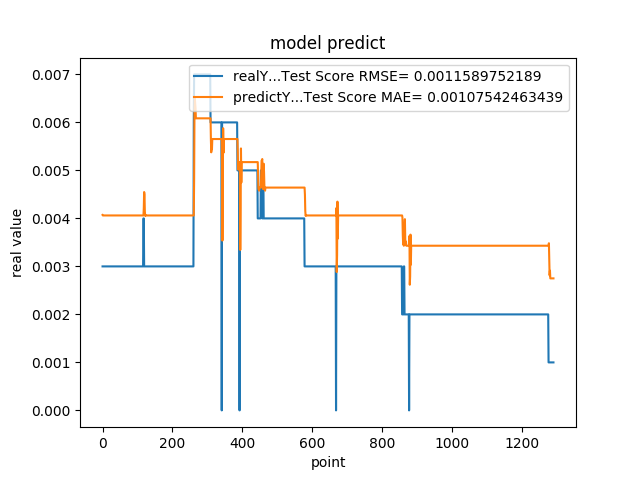 model predict
realY...Test Score RMSE= 0.0011589752189
predictY...Test Score MAE= 0.00107542463439
0.007
0.006
0.005
0.004
0.003
0.002
0.001
0.000
real value
0 200 400 600 800 1000 1200
point